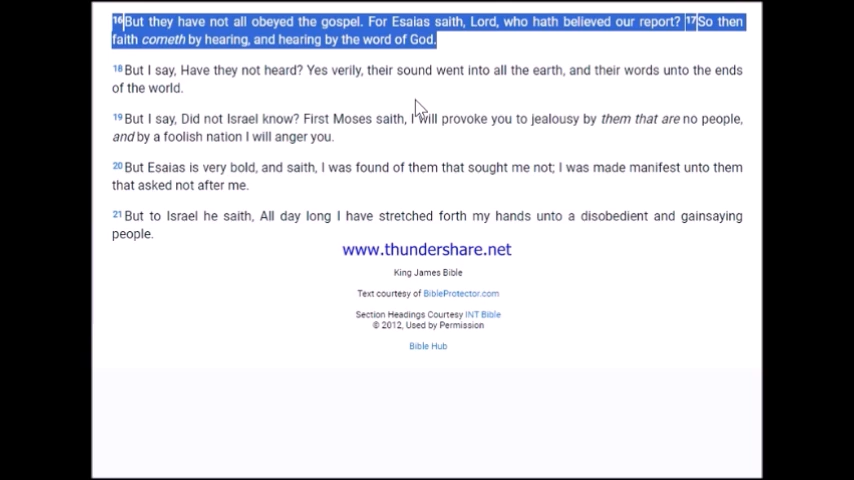 16But they have not all obeyed the gospel. For Esaias saith, Lord, who hath believed our report? 17So then
faith cometh by hearing, and hearing by the word of God.
18But I say, Have they not heard? Yes verily, their sound went into all the earth, and their words unto the ends
of the world.
19But I say, Did not Israel know? First Moses saith, I will provoke you to jealousy by them that are no people,
and by a foolish nation I will anger you.
20But Esaias is very bold, and saith, I was found of them that sought me not; I was made manifest unto them
that asked not after me.
21But to Israel he saith, All day long I have stretched forth my hands unto a disobedient and gainsaying
people.
www.thundershare.net
King James Bible
Text courtesy of BibleProtector.com
Section Headings Courtesy INT Bible
© 2012, Used by Permission
Bible Hub